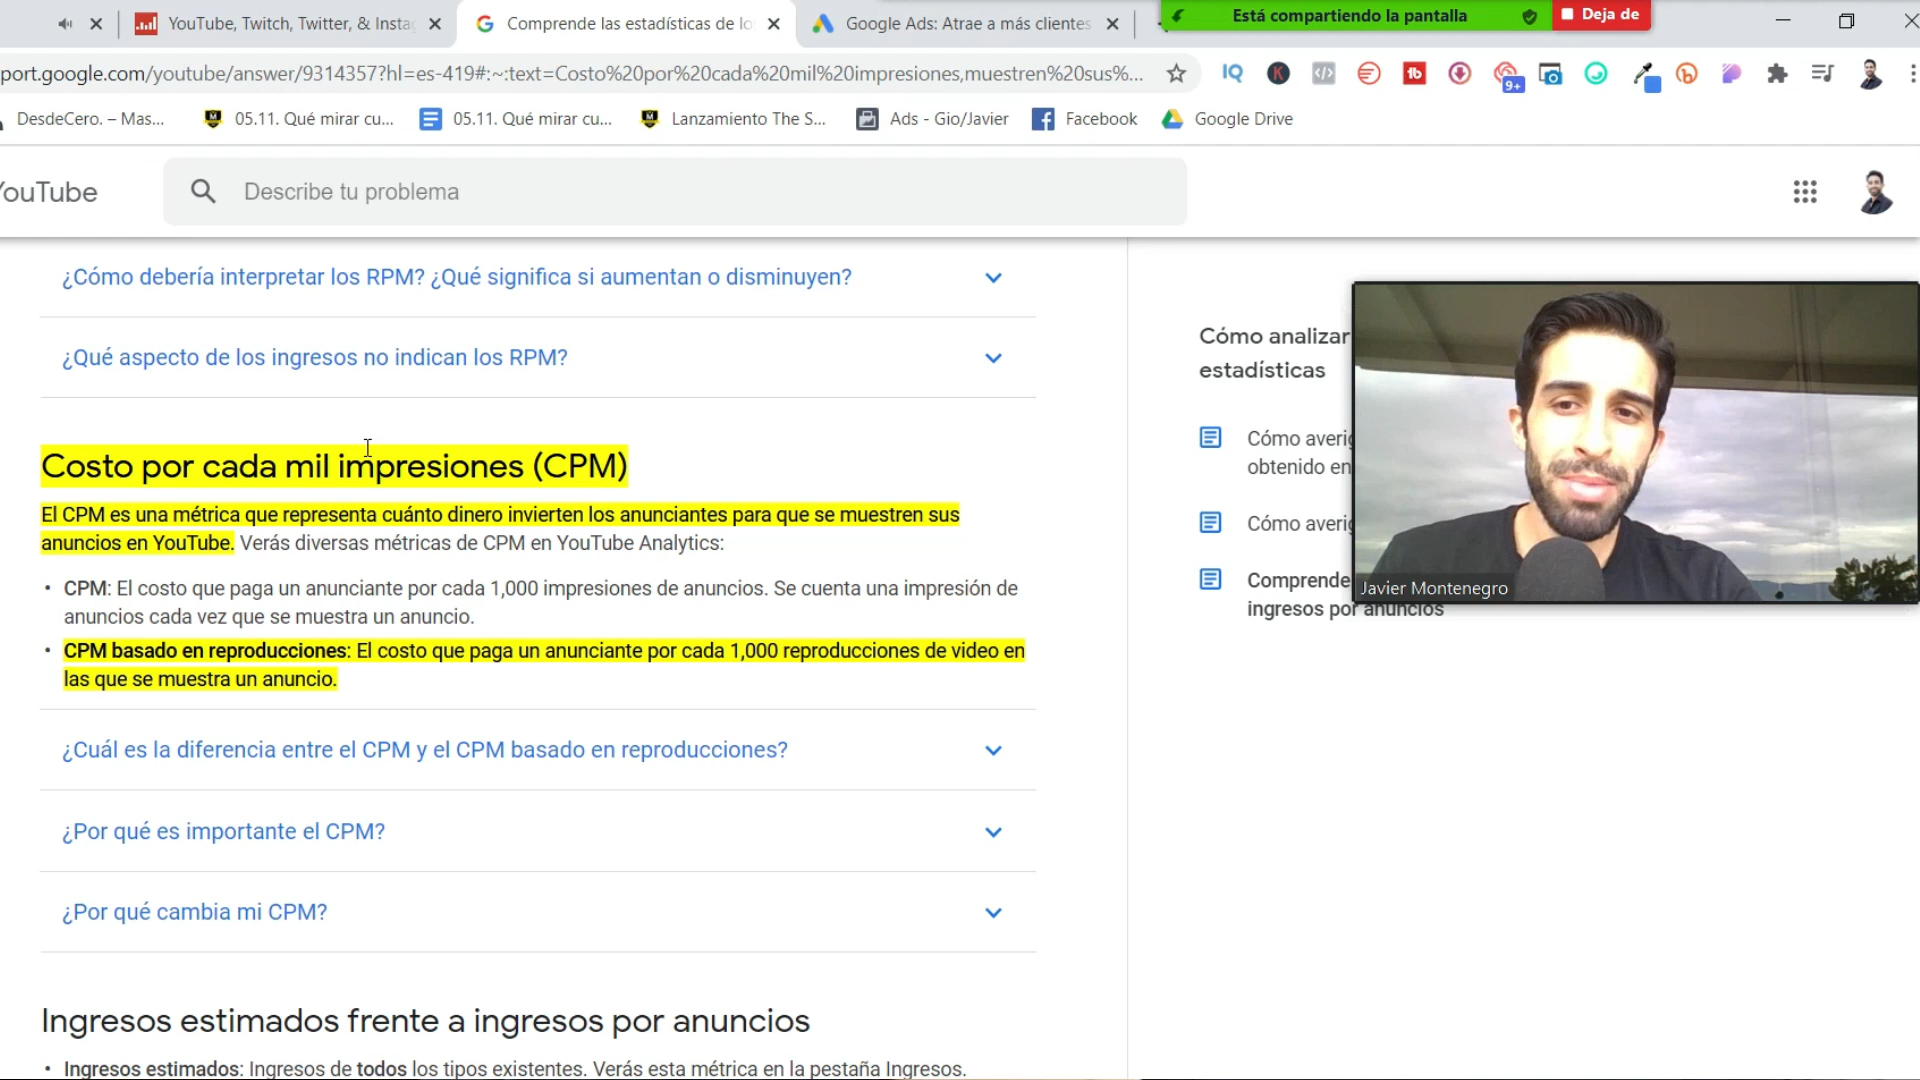 YouTube, Twitch, Twitter, & Insta
Comprende las estadísticas de lo
Google Ads: Atrae a más clientes
Está compartiendo la pantalla
Deja de
port.google.com/youtube/answer/9314357?hl=es-419#:~:text=Costo%20por%20cada%20mil%20impresiones,muestren%20sus%...
IQ
K
</>
tb
9+
b
DesdeCero. – Mas...
05.11. Qué mirar cu...
05.11. Qué mirar cu...
Lanzamiento The S...
Ads - Gio/Javier
Facebook
Google Drive
YouTube
Describe tu problema
¿Cómo debería interpretar los RPM? ¿Qué significa si aumentan o disminuyen?
¿Qué aspecto de los ingresos no indican los RPM?
Costo por cada mil impresiones (CPM)
El CPM es una métrica que representa cuánto dinero invierten los anunciantes para que se muestren sus
anuncios en YouTube. Verás diversas métricas de CPM en YouTube Analytics:
• CPM: El costo que paga un anunciante por cada 1,000 impresiones de anuncios. Se cuenta una impresión de
anuncios cada vez que se muestra un anuncio.
• CPM basado en reproducciones: El costo que paga un anunciante por cada 1,000 reproducciones de video en
las que se muestra un anuncio.
¿Cuál es la diferencia entre el CPM y el CPM basado en reproducciones?
¿Por qué es importante el CPM?
¿Por qué cambia mi CPM?
Ingresos estimados frente a ingresos por anuncios
• Ingresos estimados: Ingresos de todos los tipos existentes. Verás esta métrica en la pestaña Ingresos.
Cómo analizar
estadísticas
Cómo averig
obtenido en
Cómo averig
Comprende
ingresos por anuncios
Javier Montenegro